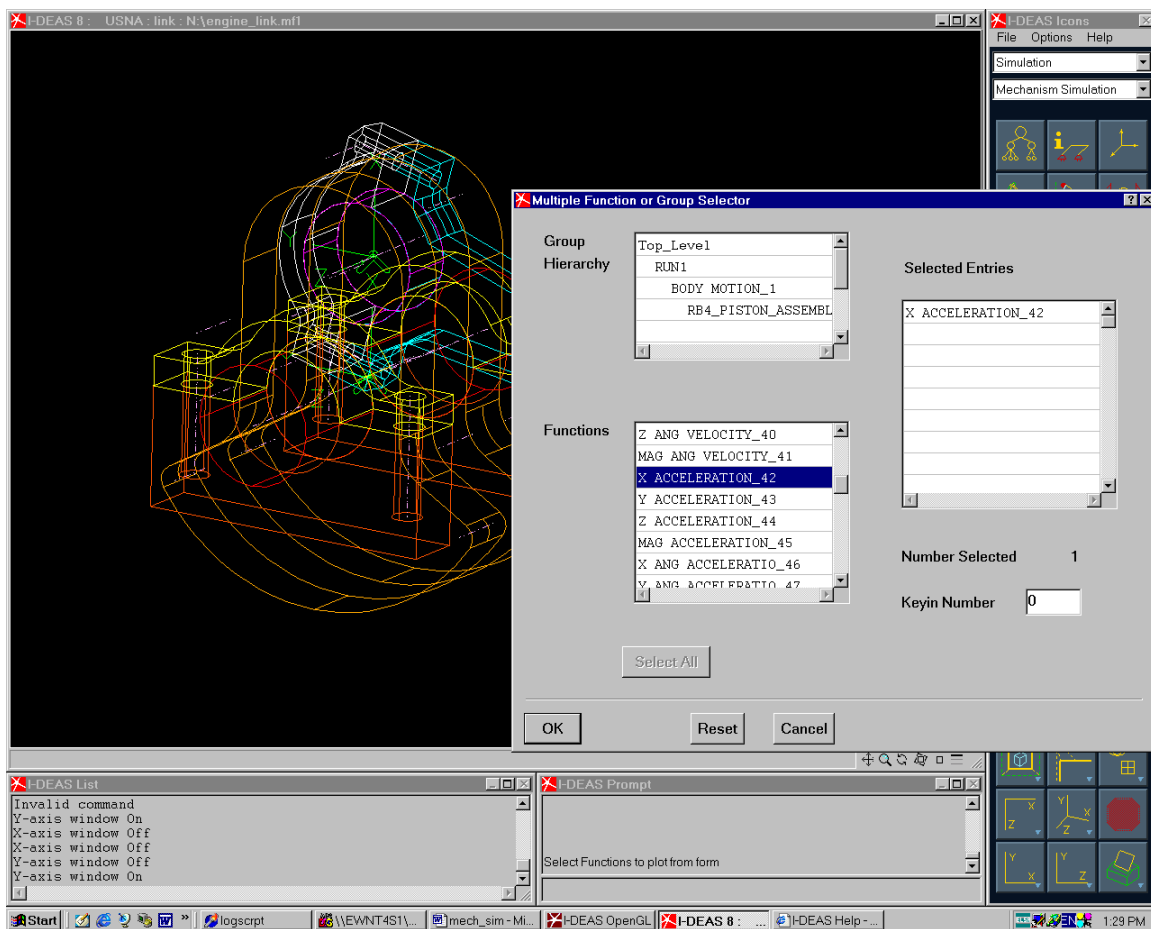 I-DEAS 8 : USNA : link : N:\engine_link.mf1
I-DEAS Icons
File Options Help
Simulation
Mechanism Simulation
Multiple Function or Group Selector
Group
Hierarchy
Top_Level
RUN1
BODY MOTION_1
RB4_PISTON_ASSEMBL
Selected Entries
X ACCELERATION_42
Functions
Z ANG VELOCITY_40
MAG ANG VELOCITY_41
X ACCELERATION_42
Y ACCELERATION_43
Z ACCELERATION_44
MAG ACCELERATION_45
X ANG ACCELERATIO_46
Y ANG ACCELERATIO_47
Number Selected 1
Keyin Number 0
Select All
OK Reset Cancel
I-DEAS List
Invalid command
Y-axis window On
X-axis window Off
X-axis window Off
Y-axis window Off
Y-axis window On
I-DEAS Prompt
Select Functions to plot from form
Start » logscrpt \\EWNT4S1\... mech_sim - Mi... I-DEAS OpenGL I-DEAS 8 : ... I-DEAS Help - ... EN 1:29 PM